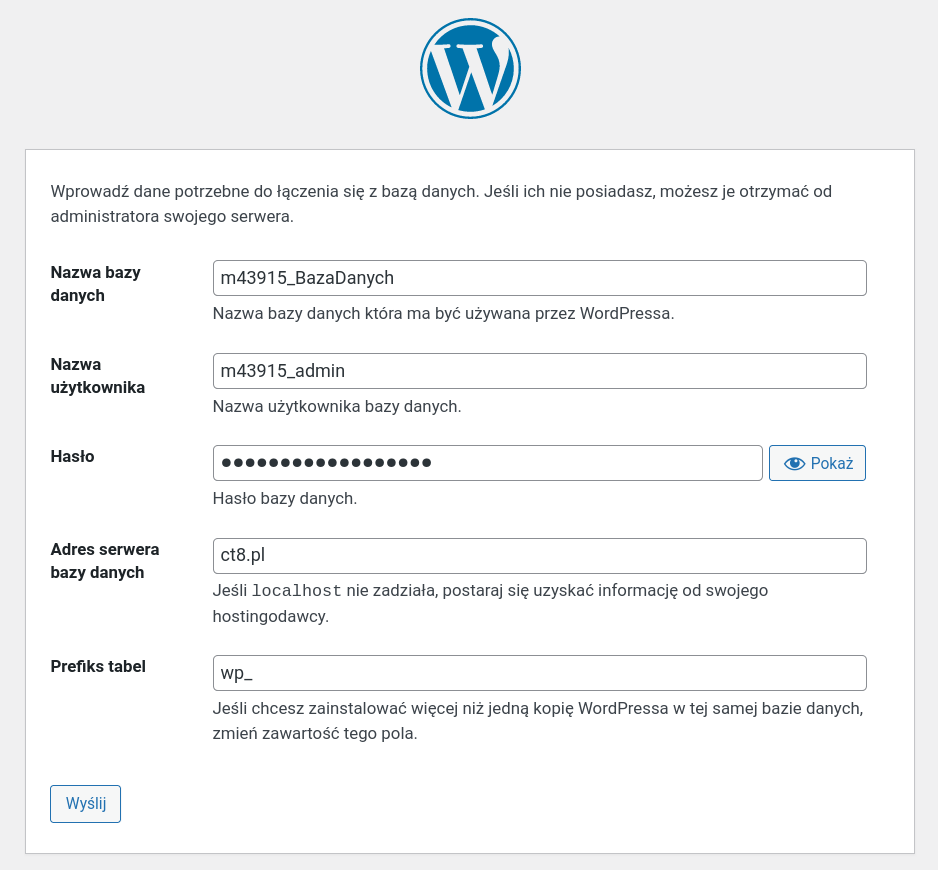 Wprowadź dane potrzebne do łączenia się z bazą danych. Jeśli ich nie posiadasz, możesz je otrzymać od
administratora swojego serwera.
Nazwa bazy
danych
m43915_BazaDanych
Nazwa bazy danych która ma być używana przez WordPressa.
Nazwa
użytkownika
m43915_admin
Nazwa użytkownika bazy danych.
Hasło
●●●●●●●●●●●●●●●●●●
Pokaż
Hasło bazy danych.
Adres serwera
bazy danych
ct8.pl
Jeśli localhost nie zadziała, postaraj się uzyskać informację od swojego
hostingodawcy.
Prefiks tabel
wp_
Jeśli chcesz zainstalować więcej niż jedną kopię WordPressa w tej samej bazie danych,
zmień zawartość tego pola.
Wyślij